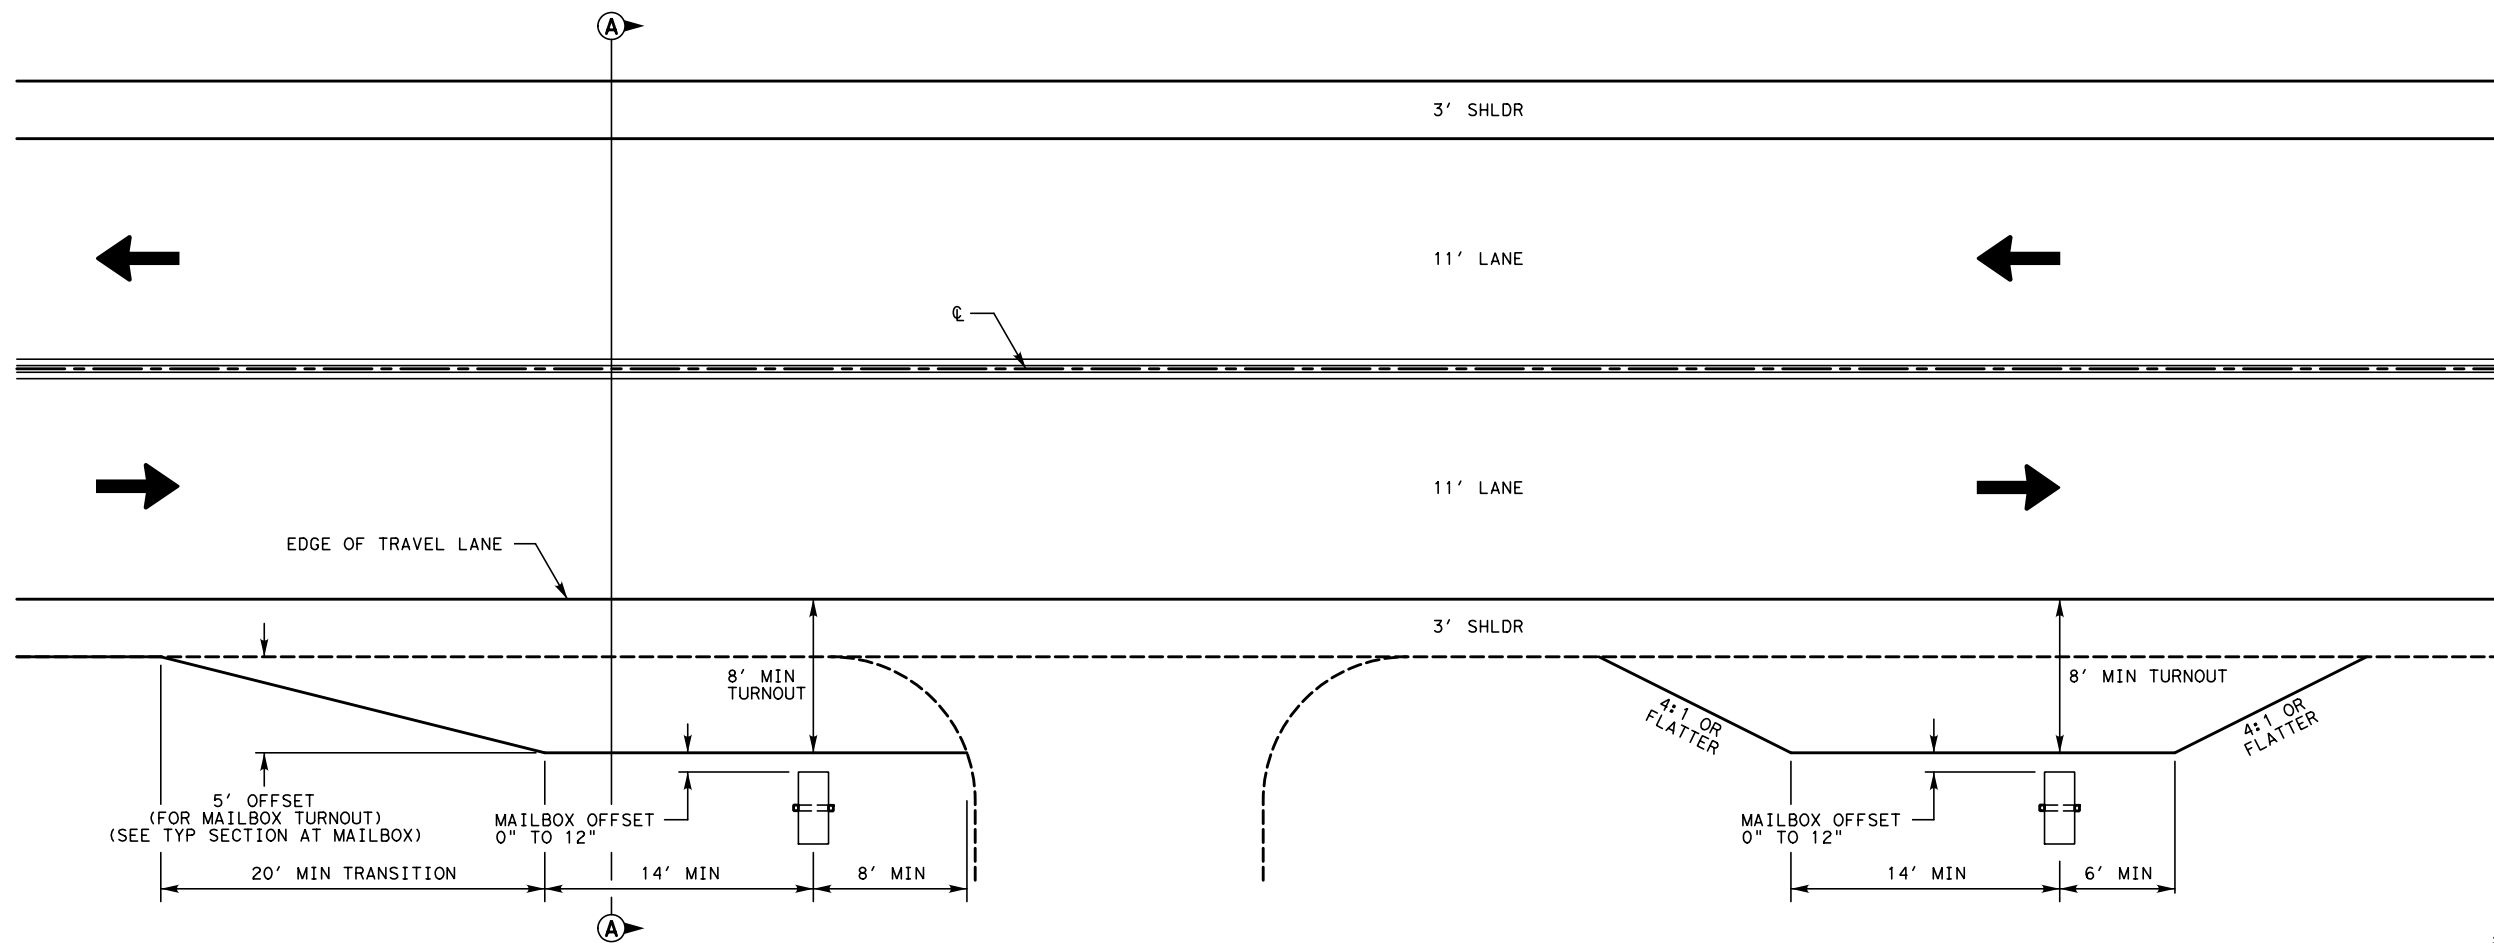 A
3' SHLDR
11' LANE
℄
11' LANE
EDGE OF TRAVEL LANE
3' SHLDR
8' MIN
TURNOUT
8' MIN TURNOUT
4:1 OR
FLATTER
4:1 OR
FLATTER
5' OFFSET
(FOR MAILBOX TURNOUT)
(SEE TYP SECTION AT MAILBOX)
MAILBOX OFFSET
0" TO 12"
MAILBOX OFFSET
0" TO 12"
20' MIN TRANSITION
14' MIN
8' MIN
14' MIN
6' MIN
A